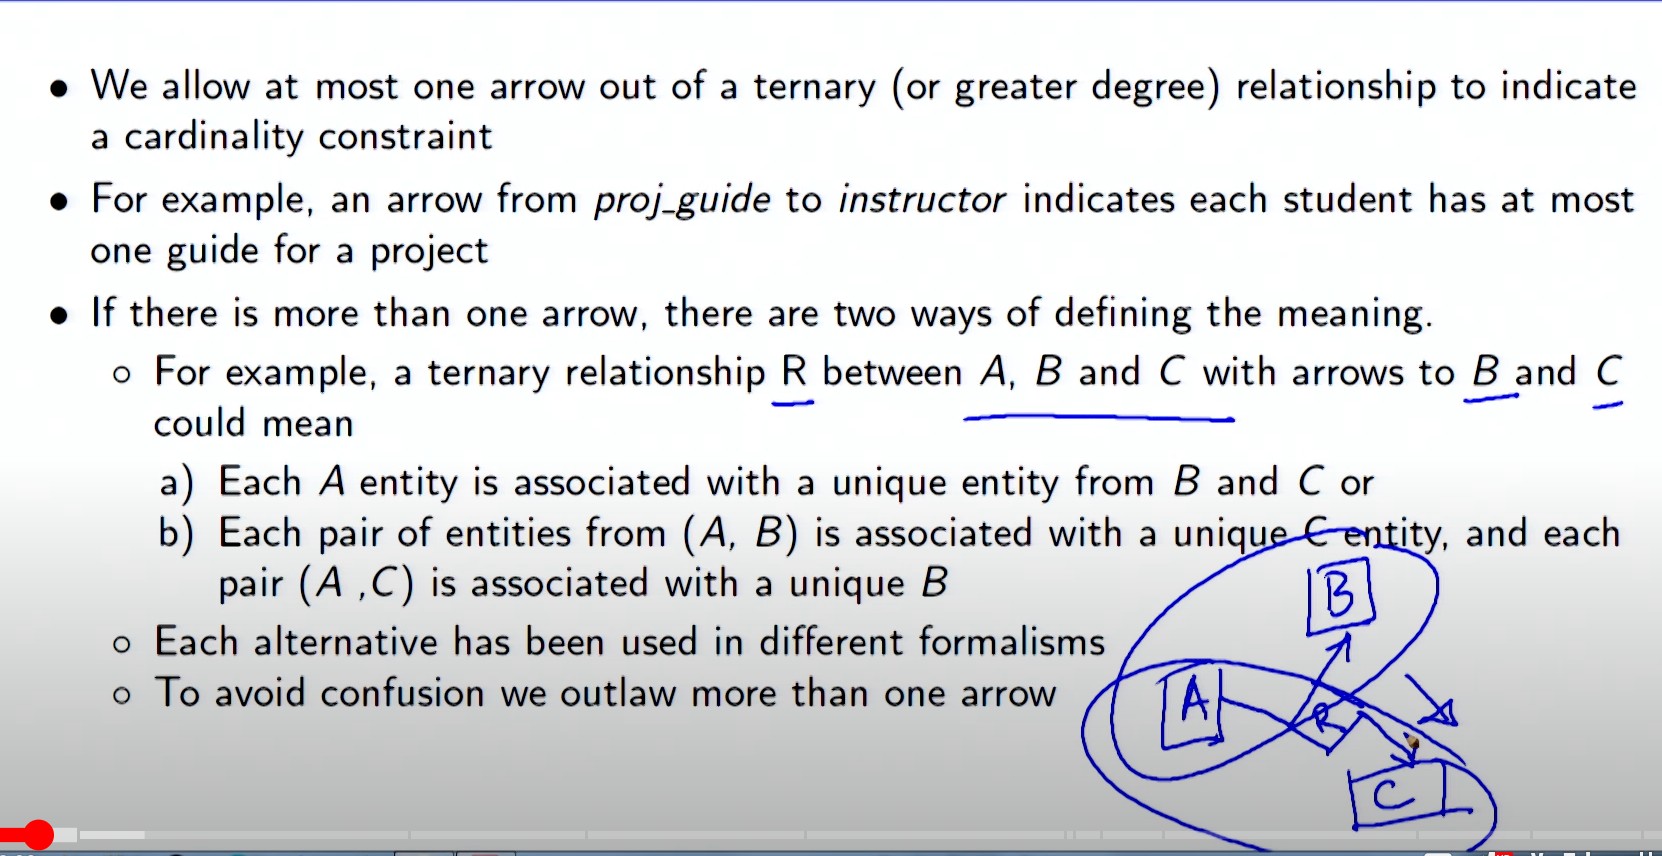 ● We allow at most one arrow out of a ternary (or greater degree) relationship to indicate
a cardinality constraint
● For example, an arrow from proj_guide to instructor indicates each student has at most
one guide for a project
● If there is more than one arrow, there are two ways of defining the meaning.
○ For example, a ternary relationship R between A, B and C with arrows to B and C
could mean
a) Each A entity is associated with a unique entity from B and C or
b) Each pair of entities from (A, B) is associated with a unique C entity, and each
pair (A ,C) is associated with a unique B
○ Each alternative has been used in different formalisms
○ To avoid confusion we outlaw more than one arrow
B
A
R
C